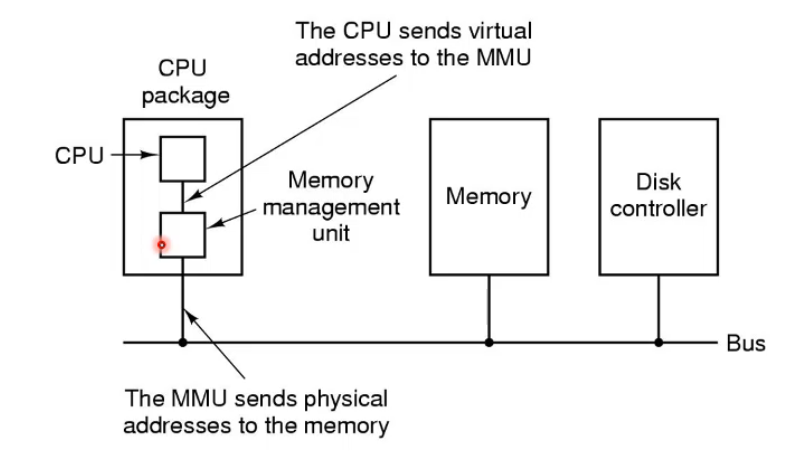 The CPU sends virtual
addresses to the MMU
CPU
package
CPU
Memory
management
unit
Memory
Disk
controller
Bus
The MMU sends physical
addresses to the memory